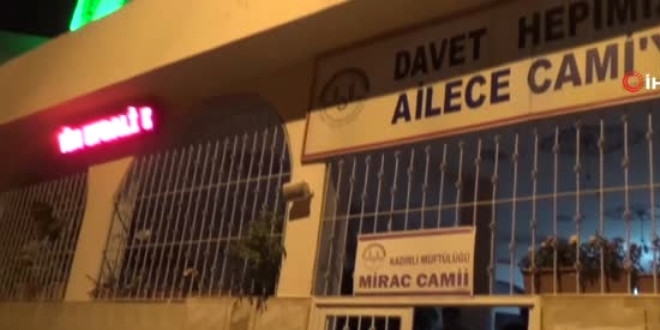 DAVET HEPİMİZ
AİLECE CAMİ'Y
İH
KADİRLİ MÜFTÜLÜĞÜ
MİRAC CAMİİ